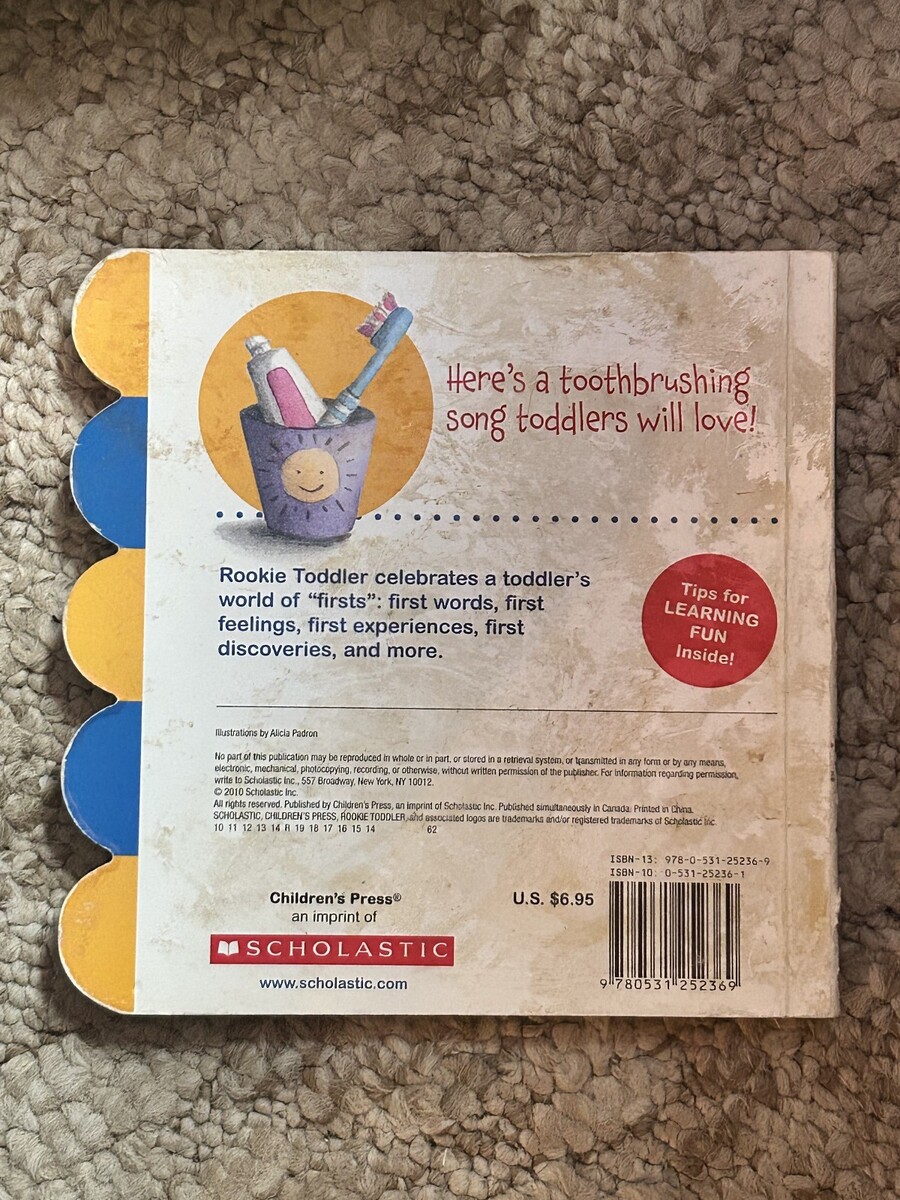 Here's a toothbrushing
song toddlers will love!
Rookie Toddler celebrates a toddler's
world of “firsts”: first words, first
feelings, first experiences, first
discoveries, and more.
Tips for
LEARNING
FUN
Inside!
Illustrations by Alicia Padron
No part of this publication may be reproduced in whole or in part, or stored in a retrieval system, or transmitted in any form or by any means,
electronic, mechanical, photocopying, recording, or otherwise, without written permission of the publisher. For information regarding permission,
write to Scholastic Inc., 557 Broadway, New York, NY 10012.
© 2010 Scholastic Inc.
All rights reserved. Published by Children's Press, an imprint of Scholastic Inc. Published simultaneously in Canada. Printed in China.
SCHOLASTIC, CHILDREN'S PRESS, ROOKIE TODDLER, and associated logos are trademarks and/or registered trademarks of Scholastic Inc.
10 11 12 13 14 R 19 18 17 16 15 14 62
ISBN-13: 978-0-531-25236-9
ISBN-10: 0-531-25236-1
Children's Press®
an imprint of
SCHOLASTIC
www.scholastic.com
U.S. $6.95
9 780531 252369